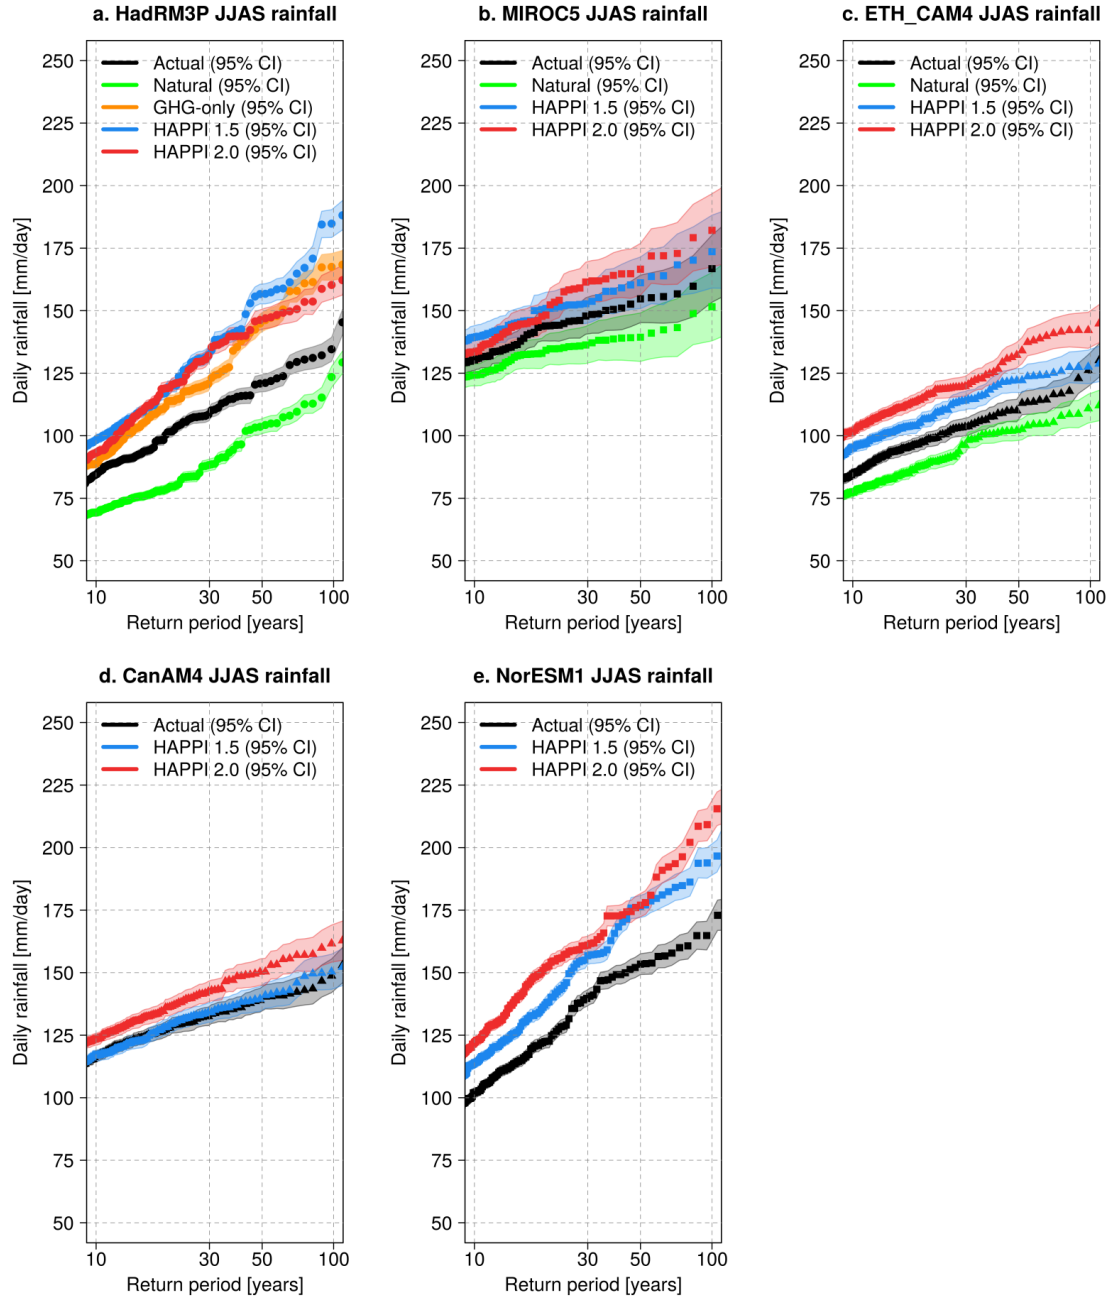 a. HadRM3P JJAS rainfall
Daily rainfall [mm/day]
250
225
200
175
150
125
100
75
50
Actual (95% CI)
Natural (95% CI)
GHG-only (95% CI)
HAPPI 1.5 (95% CI)
HAPPI 2.0 (95% CI)
10 30 50 100
Return period [years]
b. MIROC5 JJAS rainfall
Daily rainfall [mm/day]
250
225
200
175
150
125
100
75
50
Actual (95% CI)
Natural (95% CI)
HAPPI 1.5 (95% CI)
HAPPI 2.0 (95% CI)
10 30 50 100
Return period [years]
c. ETH_CAM4 JJAS rainfall
Daily rainfall [mm/day]
250
225
200
175
150
125
100
75
50
Actual (95% CI)
Natural (95% CI)
HAPPI 1.5 (95% CI)
HAPPI 2.0 (95% CI)
10 30 50 100
Return period [years]
d. CanAM4 JJAS rainfall
Daily rainfall [mm/day]
250
225
200
175
150
125
100
75
50
Actual (95% CI)
HAPPI 1.5 (95% CI)
HAPPI 2.0 (95% CI)
10 30 50 100
Return period [years]
e. NorESM1 JJAS rainfall
Daily rainfall [mm/day]
250
225
200
175
150
125
100
75
50
Actual (95% CI)
HAPPI 1.5 (95% CI)
HAPPI 2.0 (95% CI)
10 30 50 100
Return period [years]